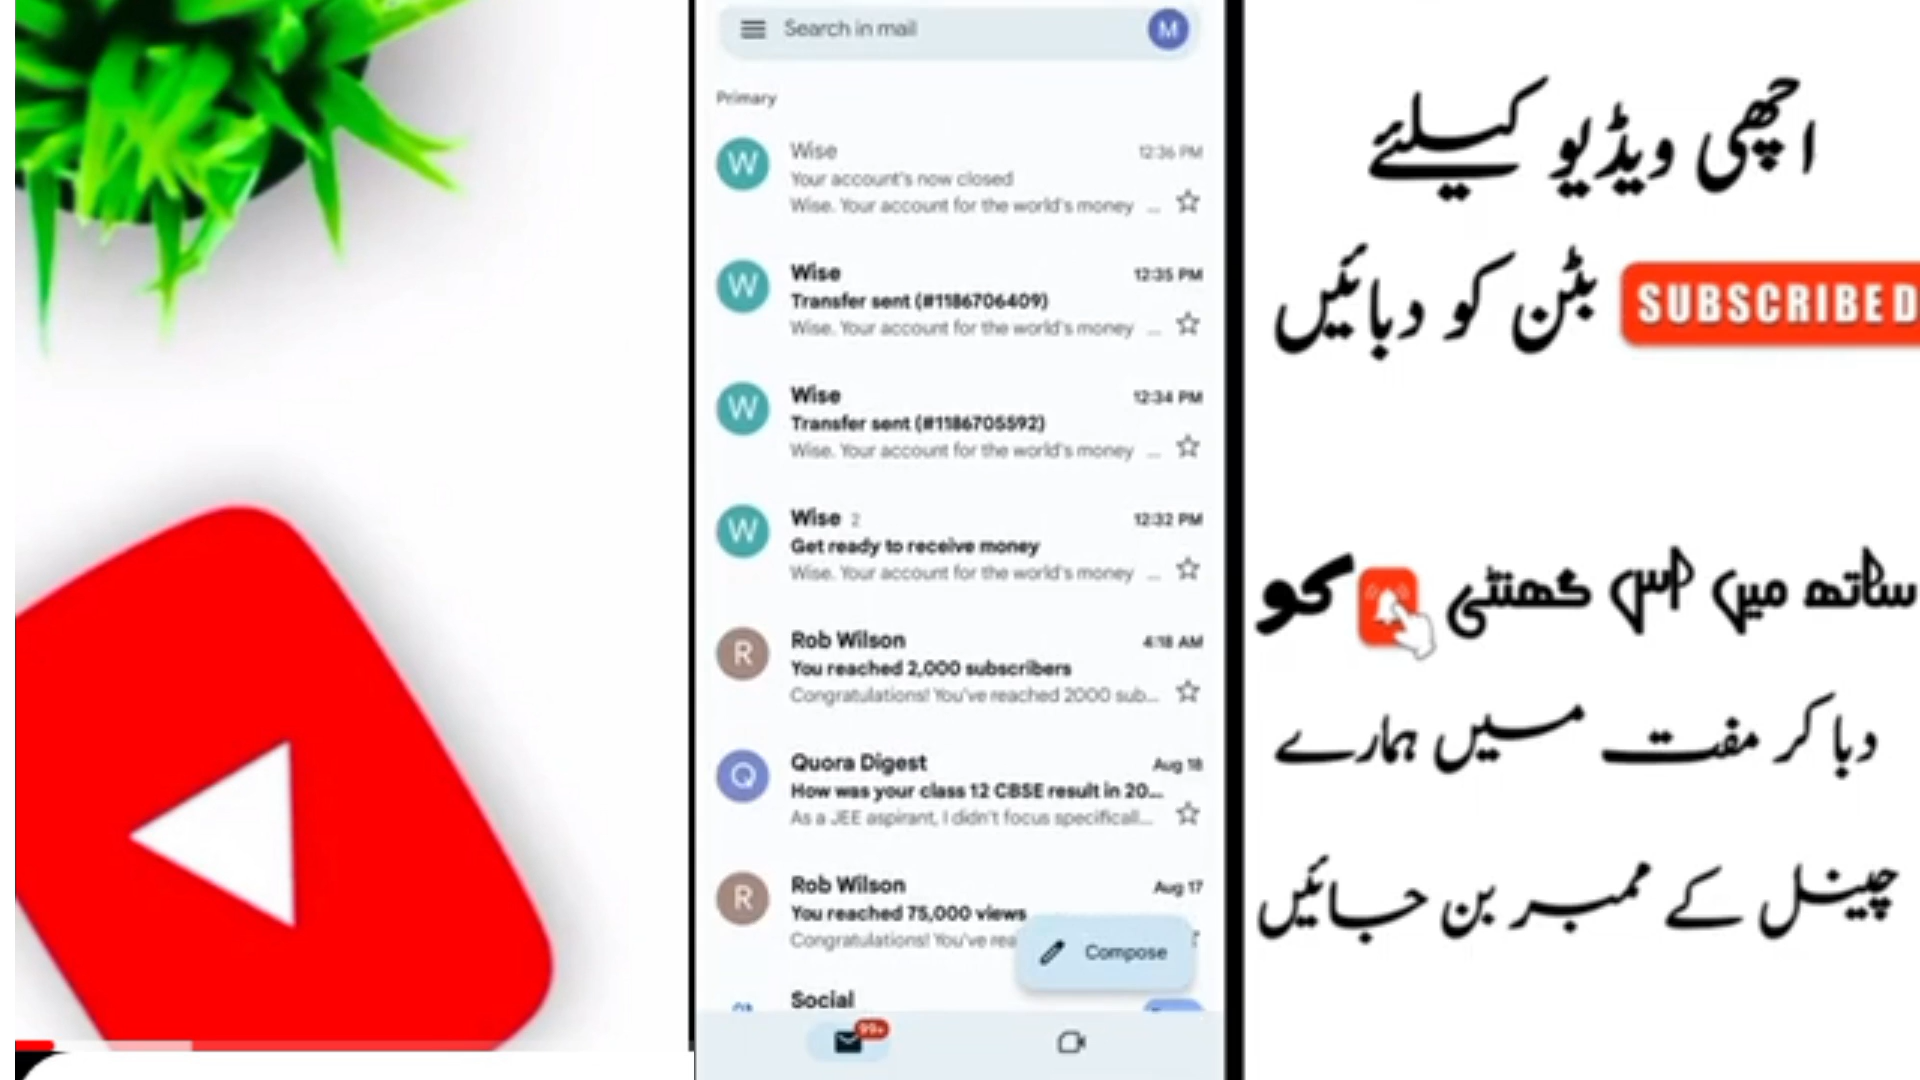 Search in mail
M
Primary
W
Wise
12:36 PM
Your account's now closed
Wise. Your account for the world's money ...
W
Wise
12:35 PM
Transfer sent (#1186706409)
Wise. Your account for the world's money ...
W
Wise
12:34 PM
Transfer sent (#1186705592)
Wise. Your account for the world's money ...
W
Wise 2
12:32 PM
Get ready to receive money
Wise. Your account for the world's money ...
R
Rob Wilson
4:18 AM
You reached 2,000 subscribers
Congratulations! You've reached 2000 sub...
Q
Quora Digest
Aug 18
How was your class 12 CBSE result in 20...
As a JEE aspirant, I didn't focus specificall...
R
Rob Wilson
Aug 17
You reached 75,000 views
Congratulations! You've rea
Compose
Social
99+
اچھی ویڈیو کیلئے
SUBSCRIBED بٹن کو دبائیں
ساتھ میں اس گھنٹی کو
دبا کر مفت میں ہمارے
چینل کے ممبر بن جائیں